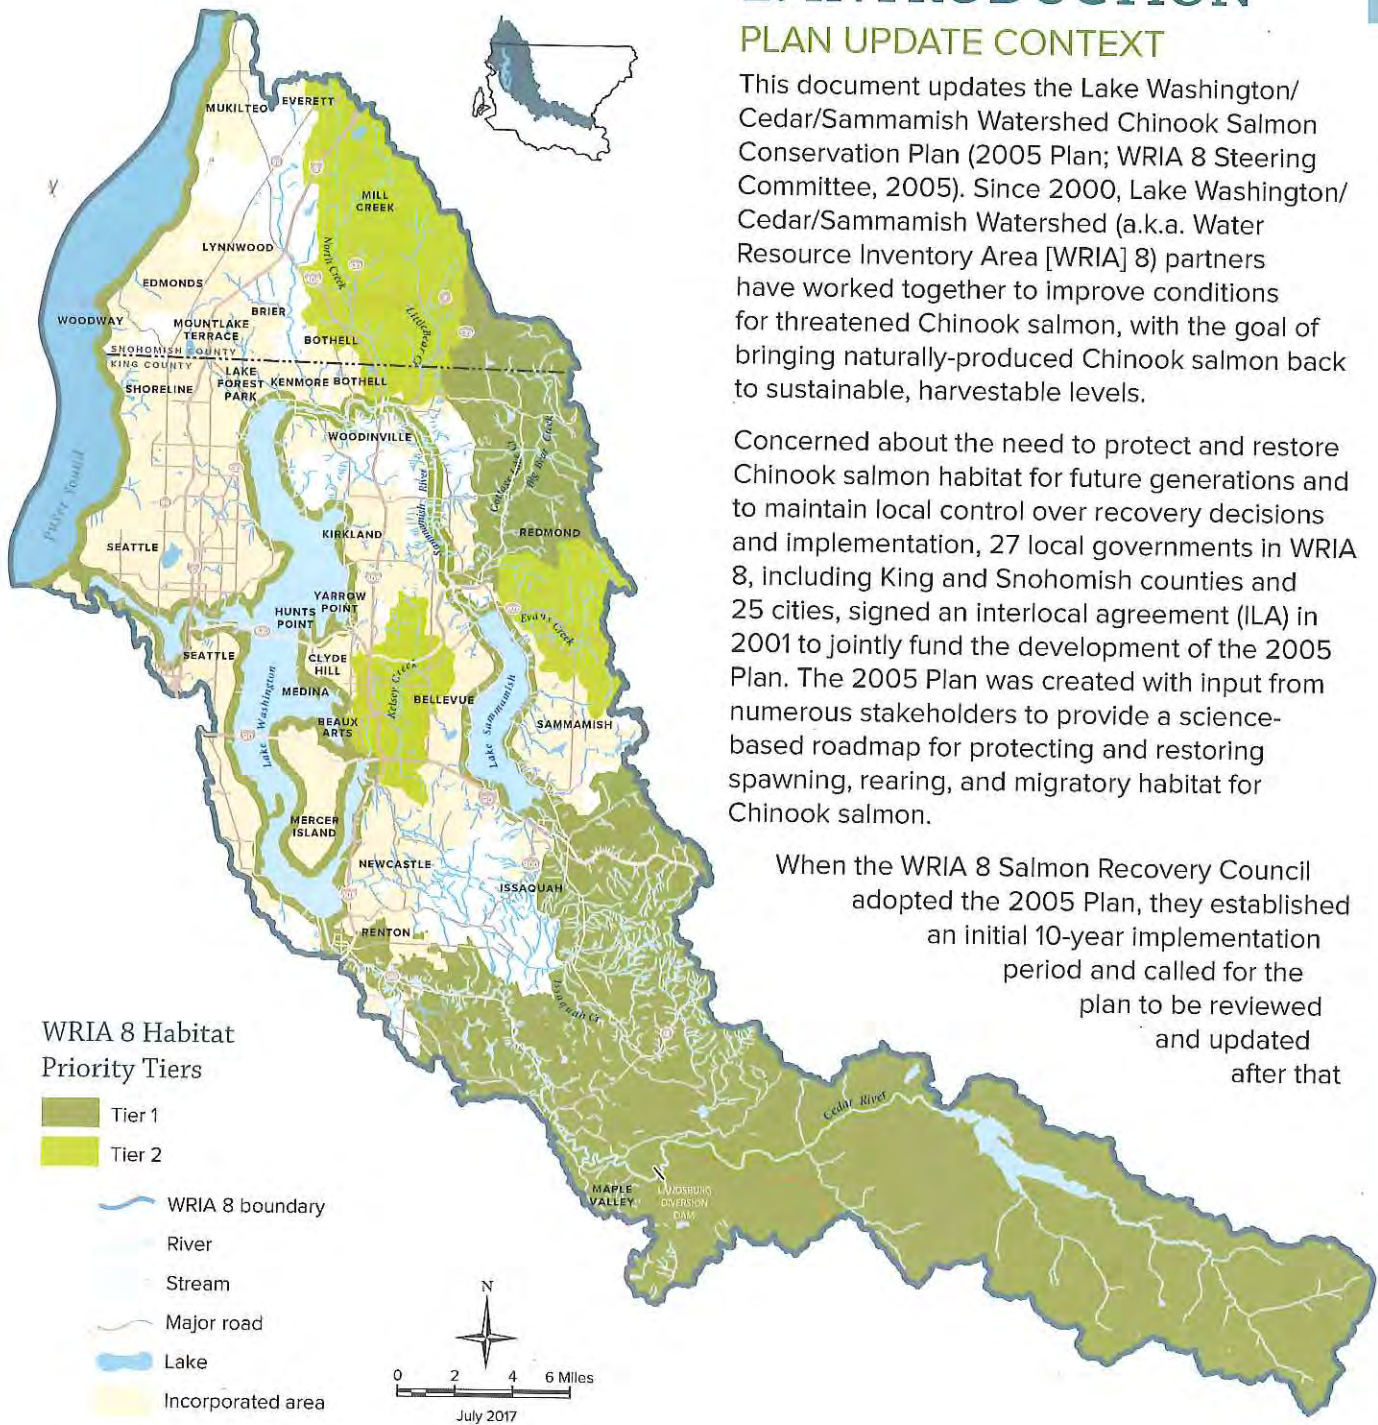 PLAN UPDATE CONTEXT
This document updates the Lake Washington/
Cedar/Sammamish Watershed Chinook Salmon
Conservation Plan (2005 Plan; WRIA 8 Steering
Committee, 2005). Since 2000, Lake Washington/
Cedar/Sammamish Watershed (a.k.a. Water
Resource Inventory Area [WRIA] 8) partners
have worked together to improve conditions
for threatened Chinook salmon, with the goal of
bringing naturally-produced Chinook salmon back
to sustainable, harvestable levels.
Concerned about the need to protect and restore
Chinook salmon habitat for future generations and
to maintain local control over recovery decisions
and implementation, 27 local governments in WRIA
8, including King and Snohomish counties and
25 cities, signed an interlocal agreement (ILA) in
2001 to jointly fund the development of the 2005
Plan. The 2005 Plan was created with input from
numerous stakeholders to provide a science-
based roadmap for protecting and restoring
spawning, rearing, and migratory habitat for
Chinook salmon.
When the WRIA 8 Salmon Recovery Council
adopted the 2005 Plan, they established
an initial 10-year implementation
period and called for the
plan to be reviewed
and updated
after that
MUKILTEO
EVERETT
MILL
CREEK
North Creek
LYNNWOOD
EDMONDS
BRIER
WOODWAY
MOUNTLAKE
TERRACE
BOTHELL
Little Bear Cr
SNOHOMISH COUNTY
KING COUNTY
SHORELINE
LAKE
FOREST
PARK
KENMORE
BOTHELL
WOODINVILLE
Cottage Lake Cr
Big Bear Creek
Puget Sound
Sammamish River
SEATTLE
KIRKLAND
REDMOND
HUNTS
POINT
YARROW
POINT
Evans Creek
SEATTLE
CLYDE
HILL
Lake Washington
MEDINA
Kelsey Creek
BELLEVUE
Lake Sammamish
SAMMAMISH
BEAUX
ARTS
MERCER
ISLAND
NEWCASTLE
ISSAQUAH
RENTON
Issaquah Cr
Cedar River
MAPLE
VALLEY
LANDSBURG
DIVERSION
DAM
WRIA 8 Habitat
Priority Tiers
Tier 1
Tier 2
WRIA 8 boundary
River
Stream
Major road
Lake
Incorporated area
N
0 2 4 6 Miles
July 2017